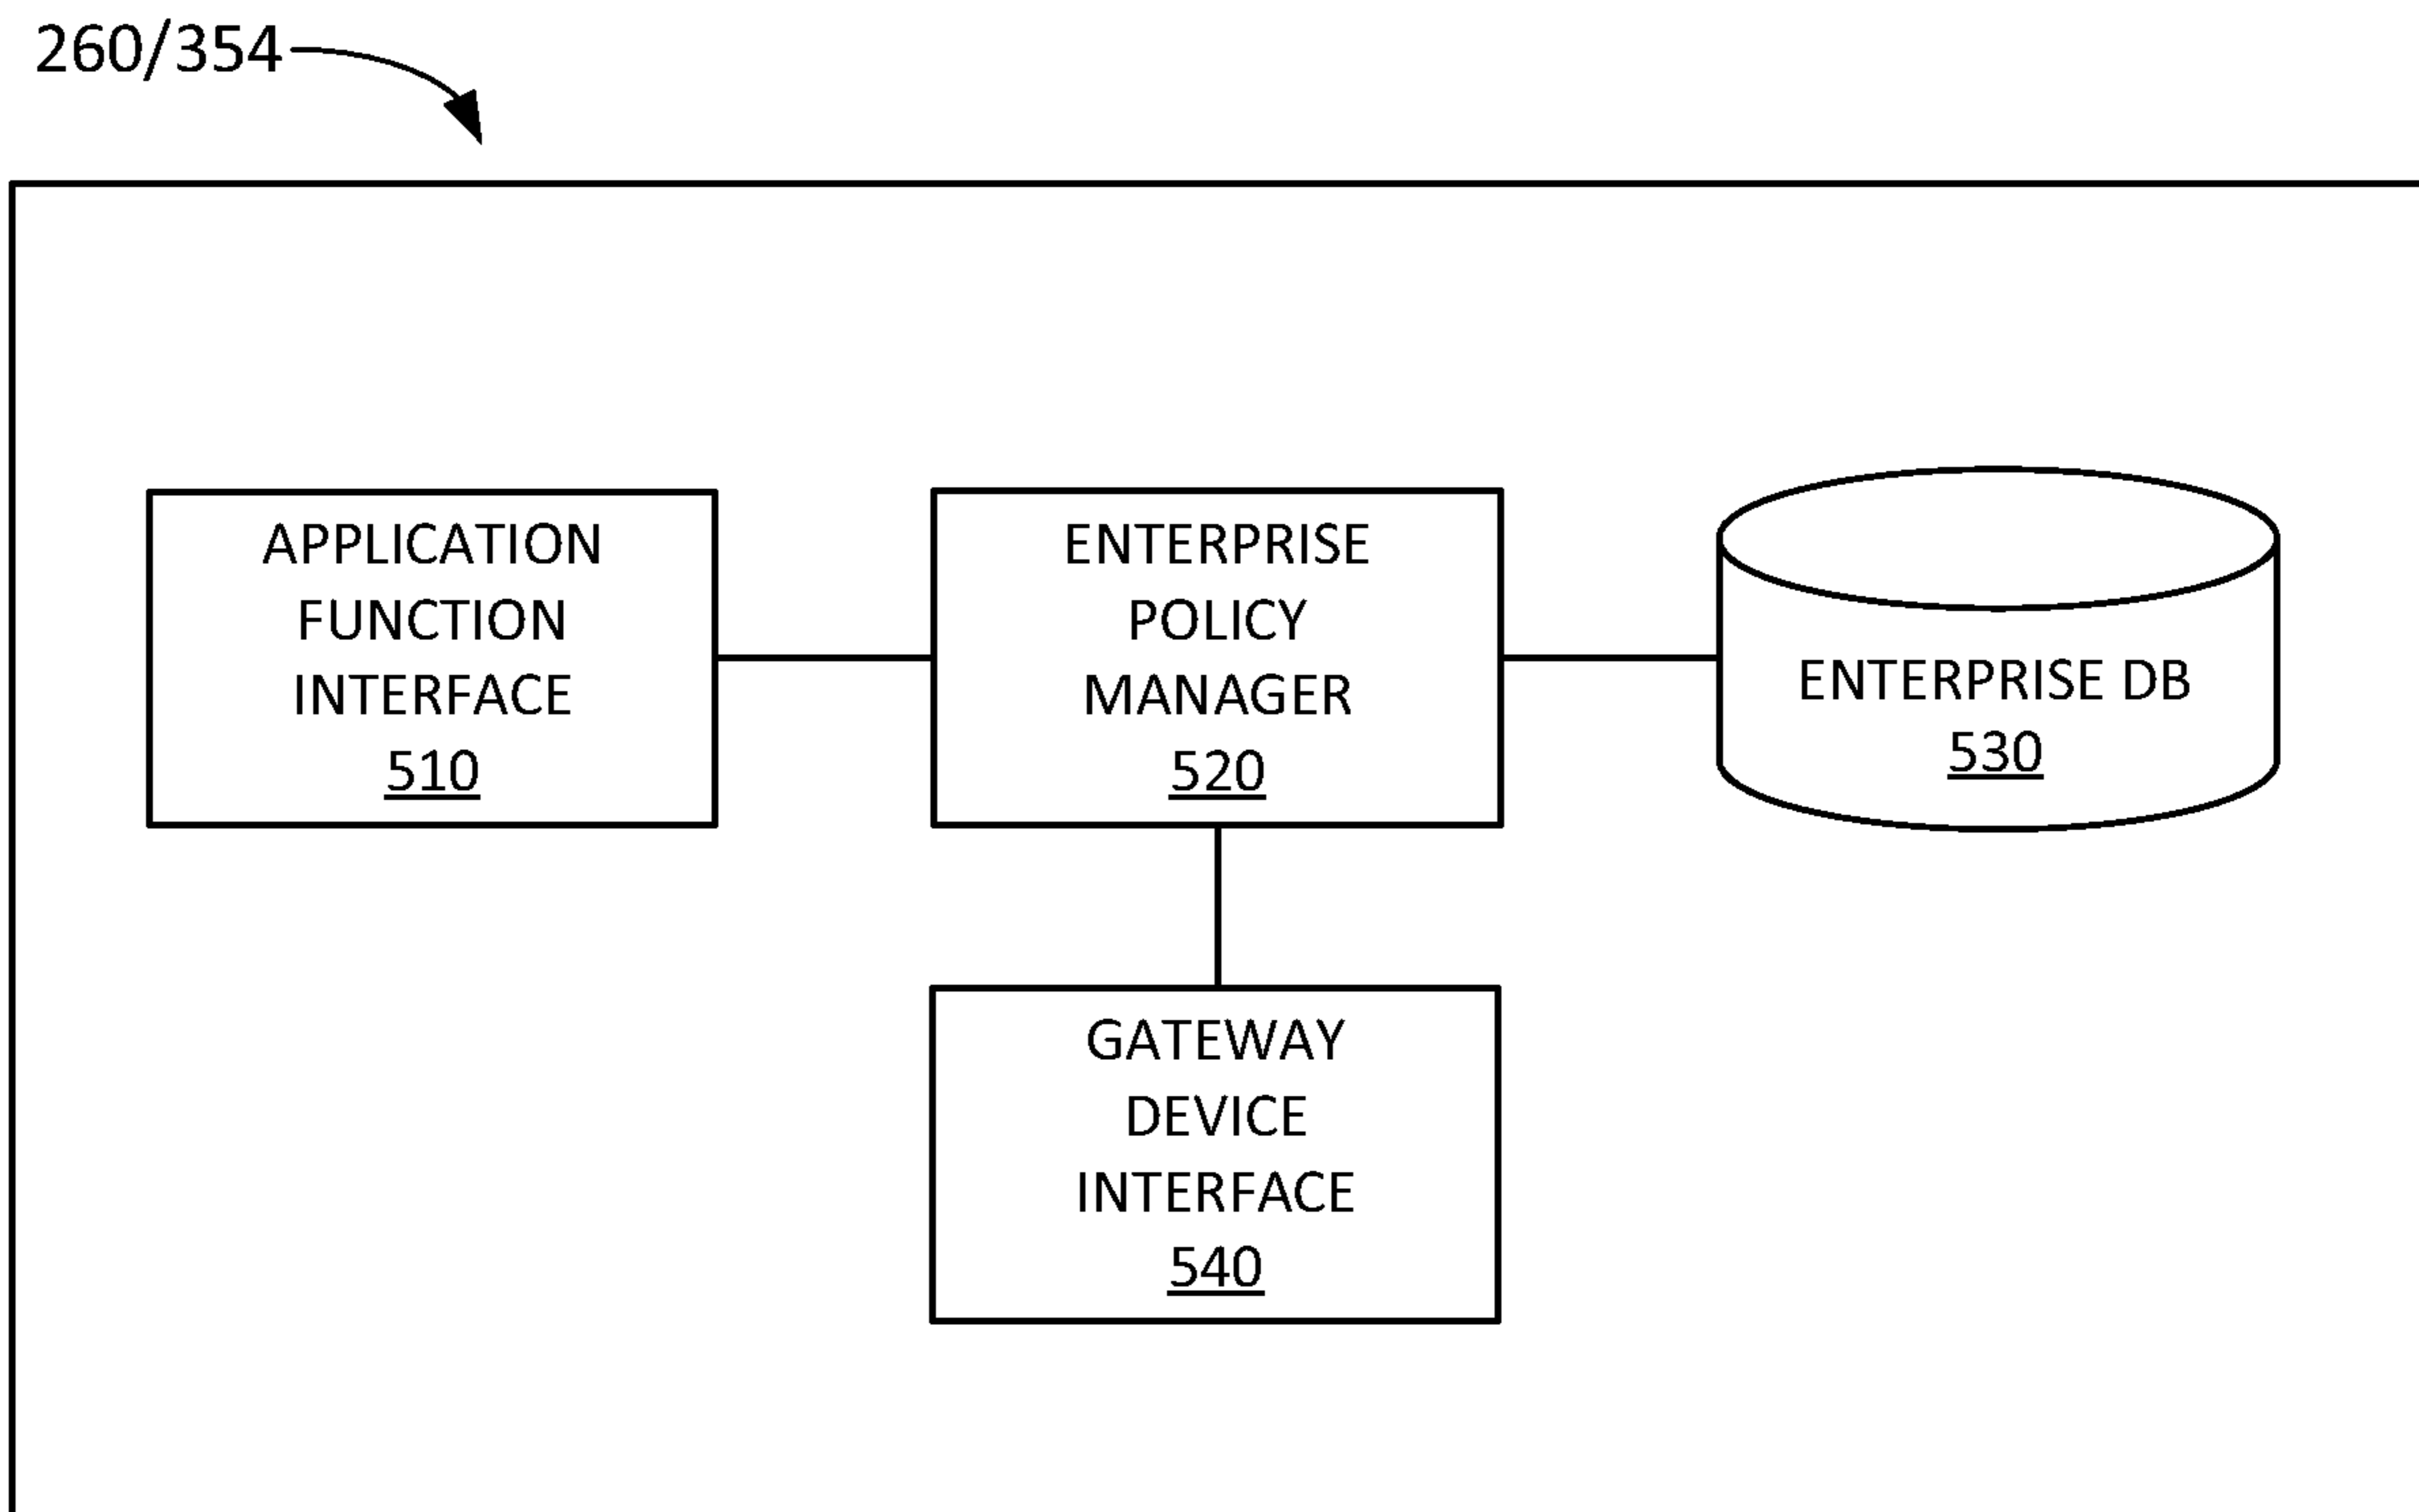 260/354
APPLICATION
FUNCTION
INTERFACE
510
ENTERPRISE
POLICY
MANAGER
520
ENTERPRISE DB
530
GATEWAY
DEVICE
INTERFACE
540